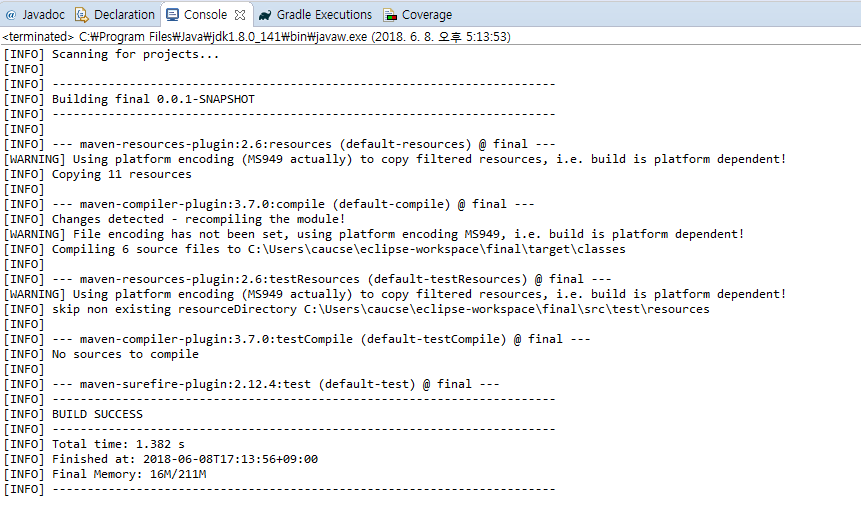 @ Javadoc Declaration Console Gradle Executions Coverage
<terminated> C:₩Program Files₩Java₩jdk1.8.0_141₩bin₩javaw.exe (2018. 6. 8. 오후 5:13:53)
[INFO] Scanning for projects...
[INFO]
[INFO] ------------------------------------------------------------------------
[INFO] Building final 0.0.1-SNAPSHOT
[INFO] ------------------------------------------------------------------------
[INFO]
[INFO] --- maven-resources-plugin:2.6:resources (default-resources) @ final ---
[WARNING] Using platform encoding (MS949 actually) to copy filtered resources, i.e. build is platform dependent!
[INFO] Copying 11 resources
[INFO]
[INFO] --- maven-compiler-plugin:3.7.0:compile (default-compile) @ final ---
[INFO] Changes detected - recompiling the module!
[WARNING] File encoding has not been set, using platform encoding MS949, i.e. build is platform dependent!
[INFO] Compiling 6 source files to C:\Users\caucse\eclipse-workspace\final\target\classes
[INFO]
[INFO] --- maven-resources-plugin:2.6:testResources (default-testResources) @ final ---
[WARNING] Using platform encoding (MS949 actually) to copy filtered resources, i.e. build is platform dependent!
[INFO] skip non existing resourceDirectory C:\Users\caucse\eclipse-workspace\final\src\test\resources
[INFO]
[INFO] --- maven-compiler-plugin:3.7.0:testCompile (default-testCompile) @ final ---
[INFO] No sources to compile
[INFO]
[INFO] --- maven-surefire-plugin:2.12.4:test (default-test) @ final ---
[INFO] ------------------------------------------------------------------------
[INFO] BUILD SUCCESS
[INFO] ------------------------------------------------------------------------
[INFO] Total time: 1.382 s
[INFO] Finished at: 2018-06-08T17:13:56+09:00
[INFO] Final Memory: 16M/211M
[INFO] ------------------------------------------------------------------------